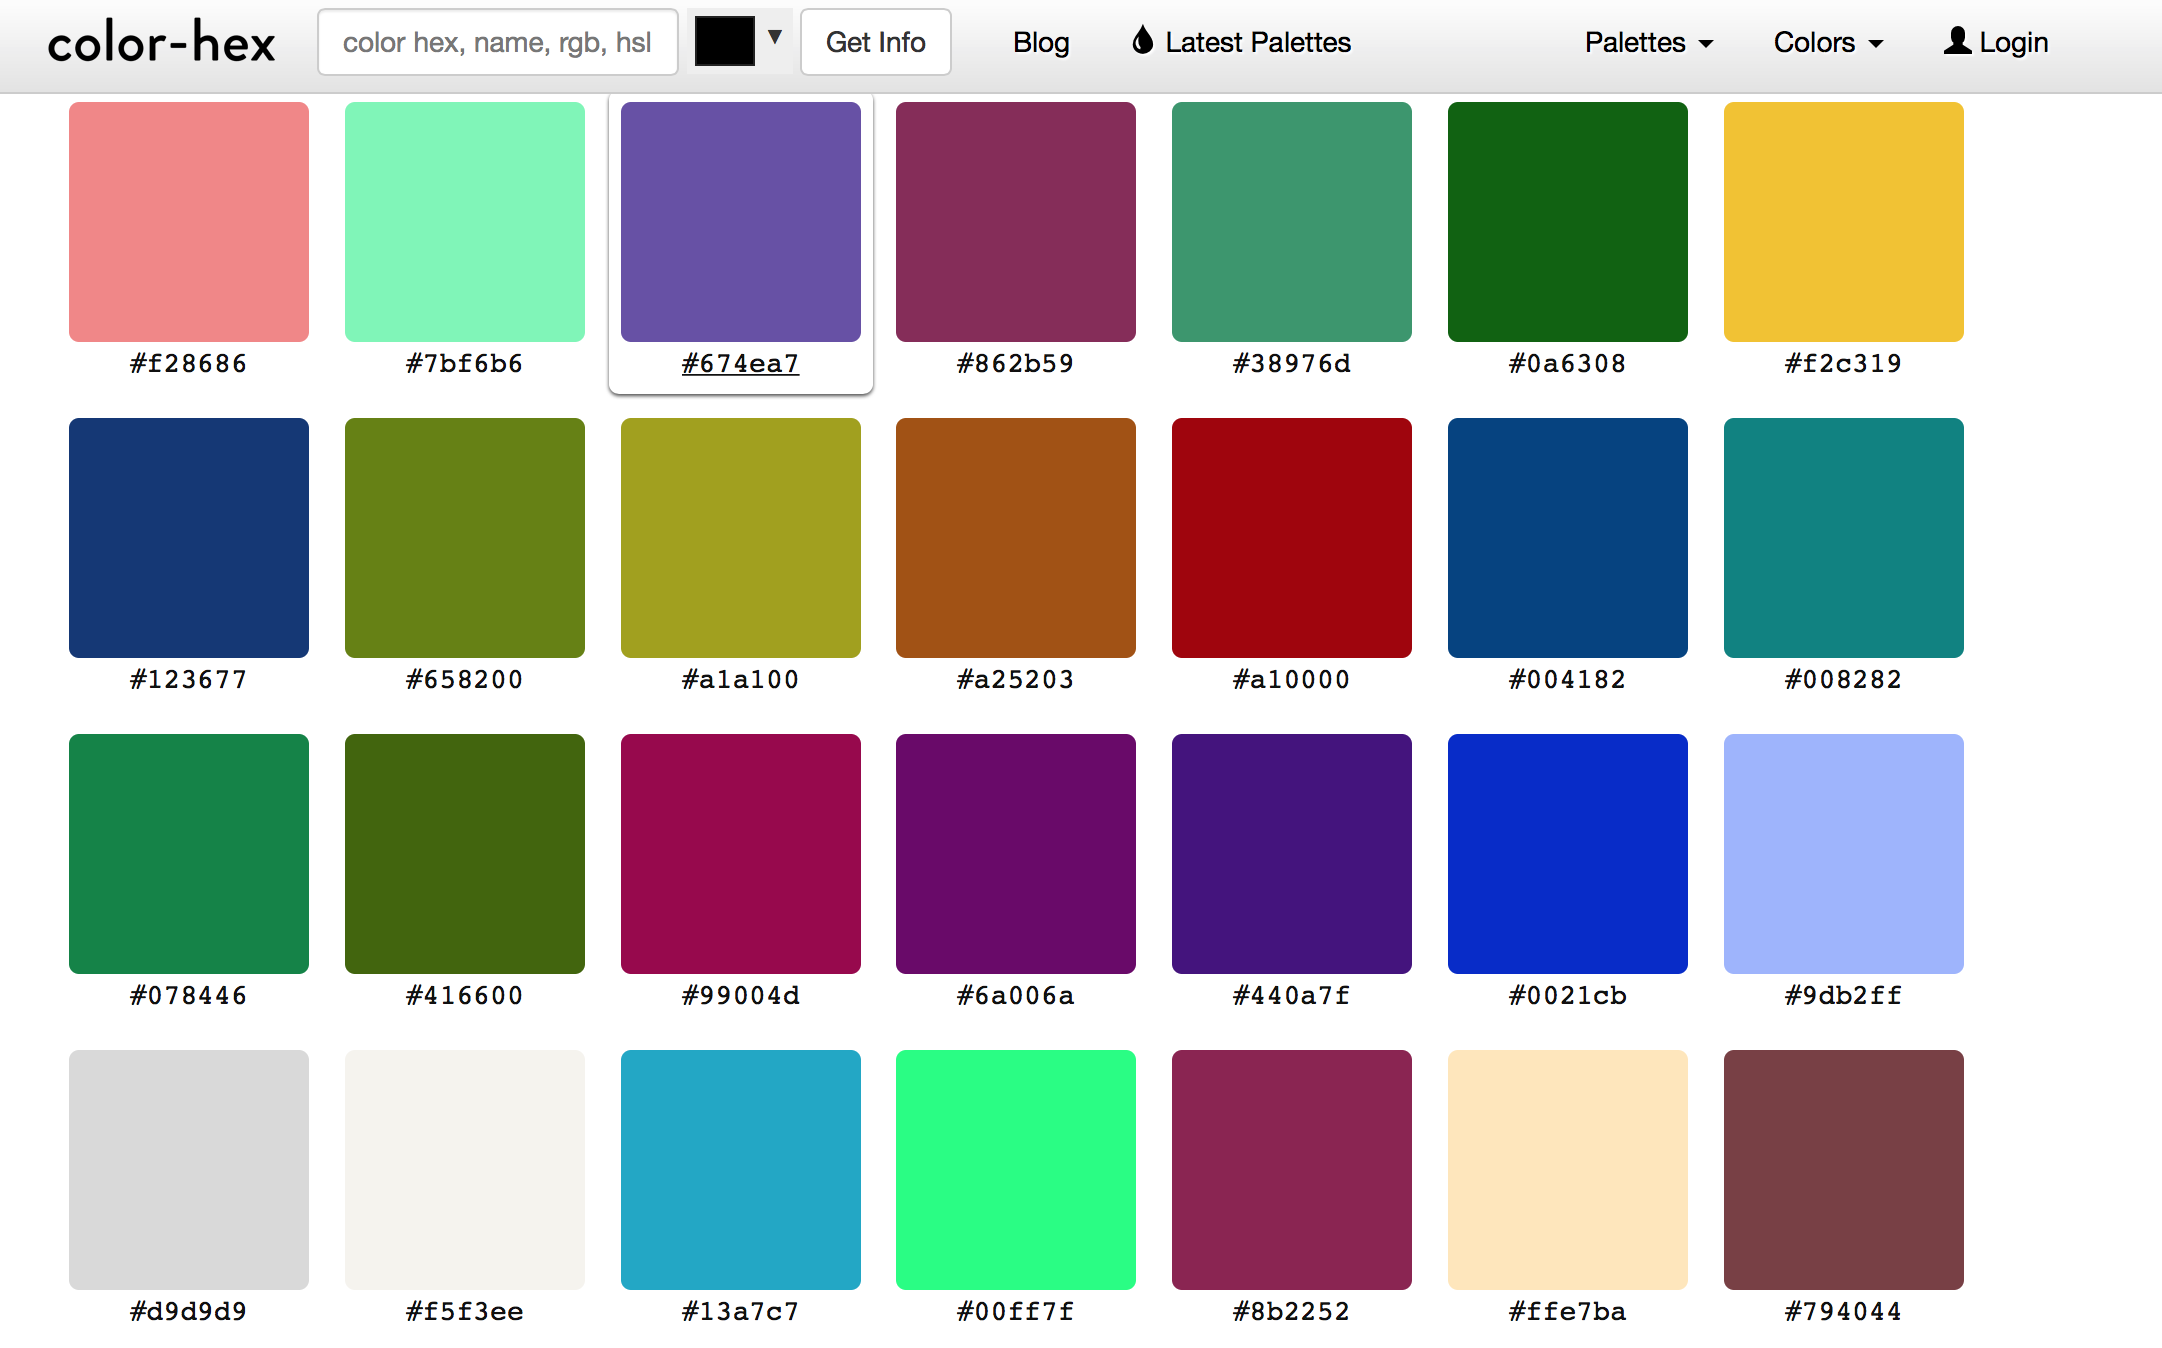 color-hex color hex, name, rgb, hsl Get Info Blog Latest Palettes Palettes Colors Login
#f28686 #7bf6b6 #674ea7 #862b59 #38976d #0a6308 #f2c319
#123677 #658200 #a1a100 #a25203 #a10000 #004182 #008282
#078446 #416600 #99004d #6a006a #440a7f #0021cb #9db2ff
#d9d9d9 #f5f3ee #13a7c7 #00ff7f #8b2252 #ffe7ba #794044